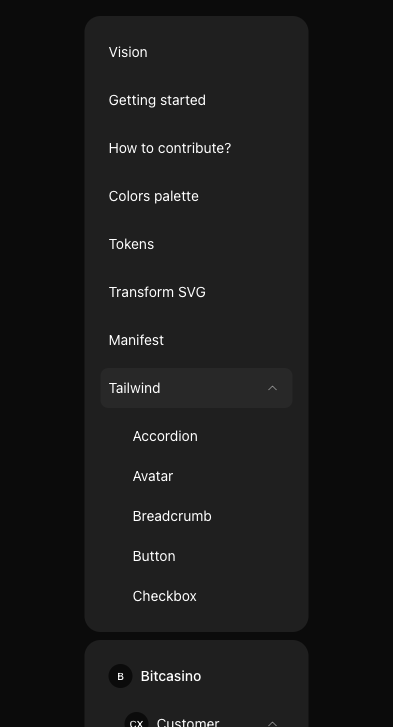 Vision
Getting started
How to contribute?
Colors palette
Tokens
Transform SVG
Manifest
Tailwind
Accordion
Avatar
Breadcrumb
Button
Checkbox
B Bitcasino
CX Customer